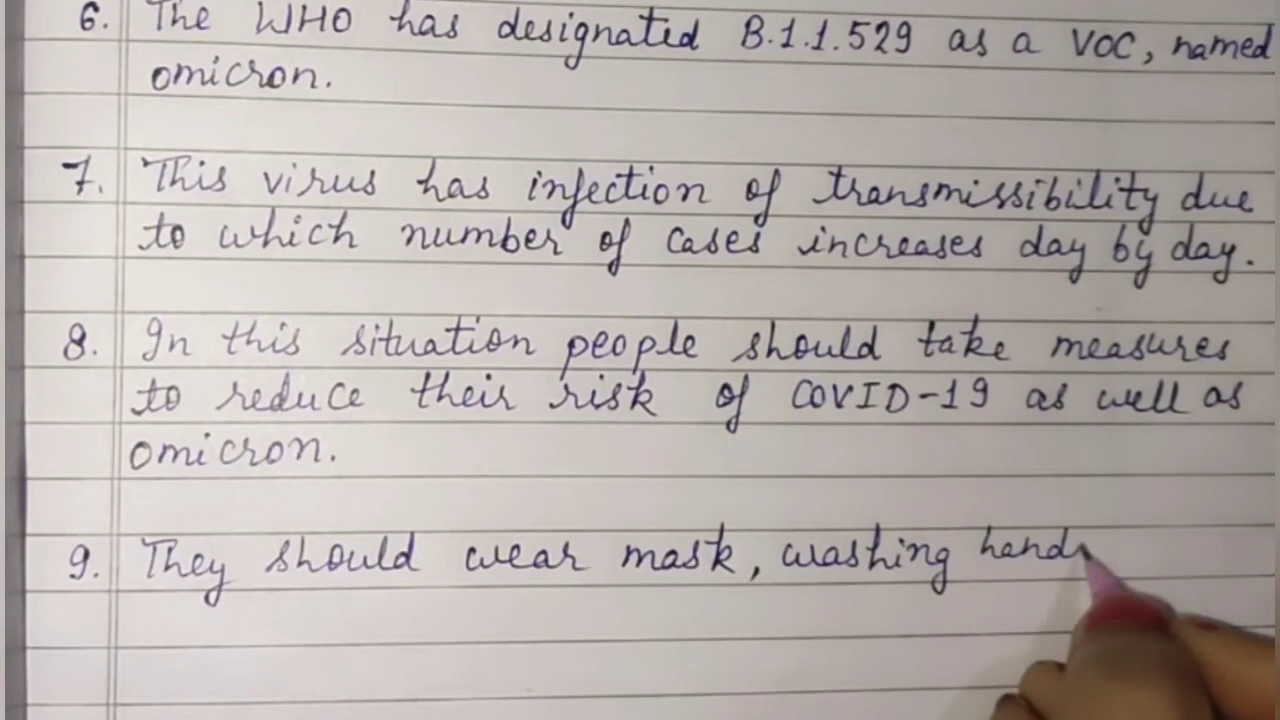 6. The WHO has designated B.1.1.529 as a VOC, named
omicron.
7. This virus has infection of transmissibility due
to which number of cases increases day by day.
8. In this situation people should take measures
to reduce their risk of COVID-19 as well as
omicron.
9. They should wear mask, washing hands